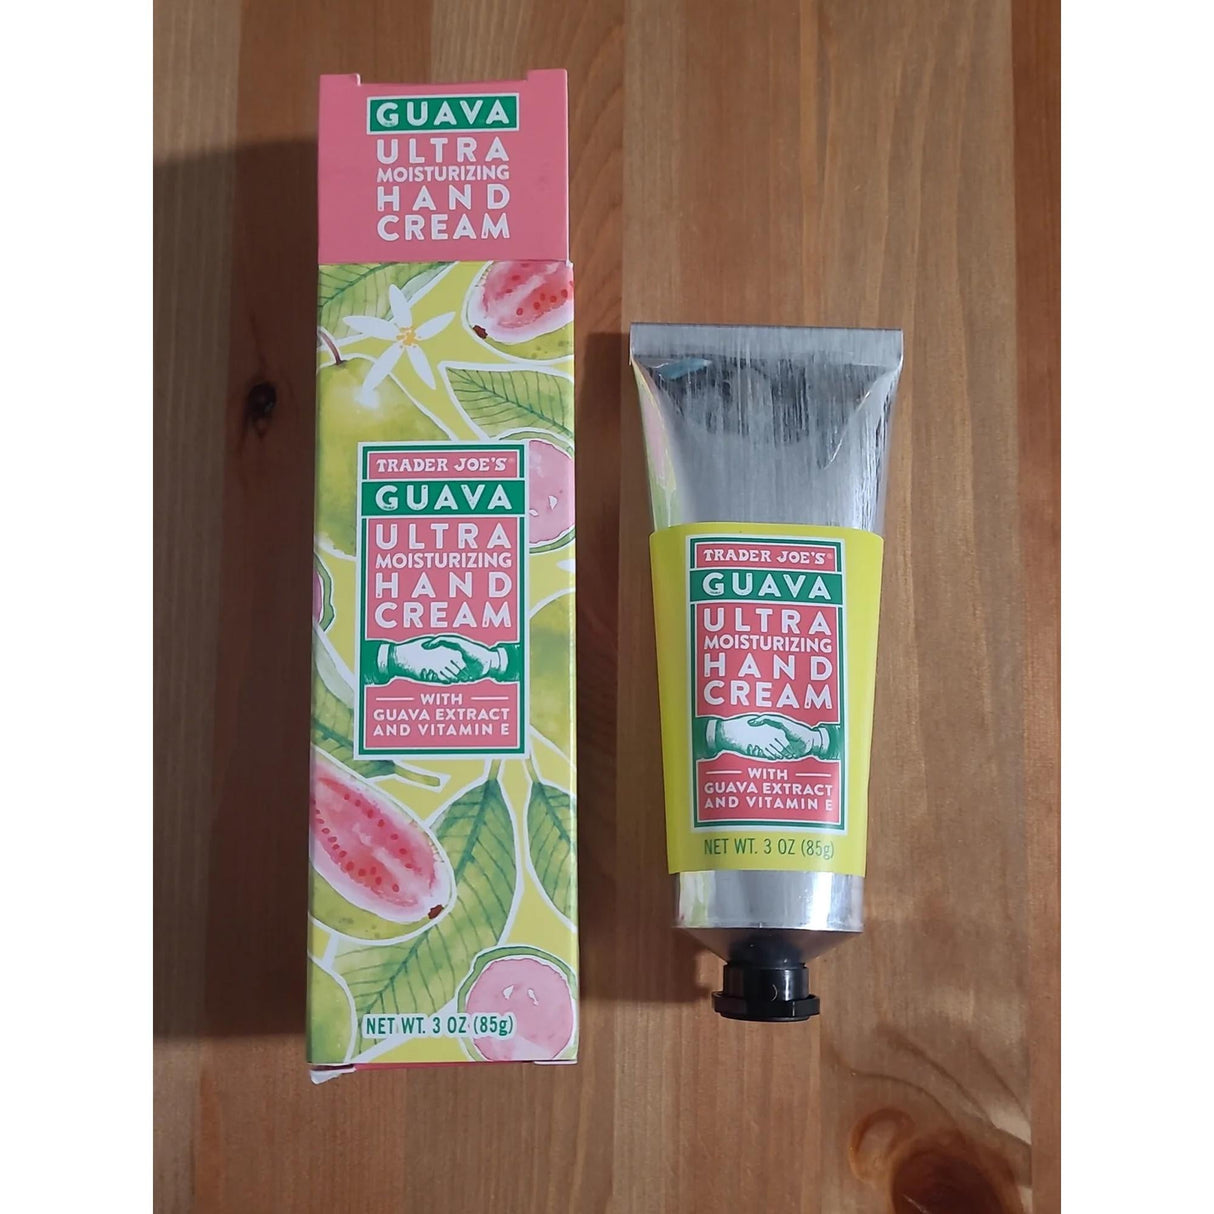 GUAVA
ULTRA
MOISTURIZING
HAND
CREAM
TRADER JOE'S®
GUAVA
ULTRA
MOISTURIZING
HAND
CREAM
WITH
GUAVA EXTRACT
AND VITAMIN E
NET WT. 3 OZ (85g)
TRADER JOE'S®
GUAVA
ULTRA
MOISTURIZING
HAND
CREAM
WITH
GUAVA EXTRACT
AND VITAMIN E
NET WT. 3 OZ (85g)